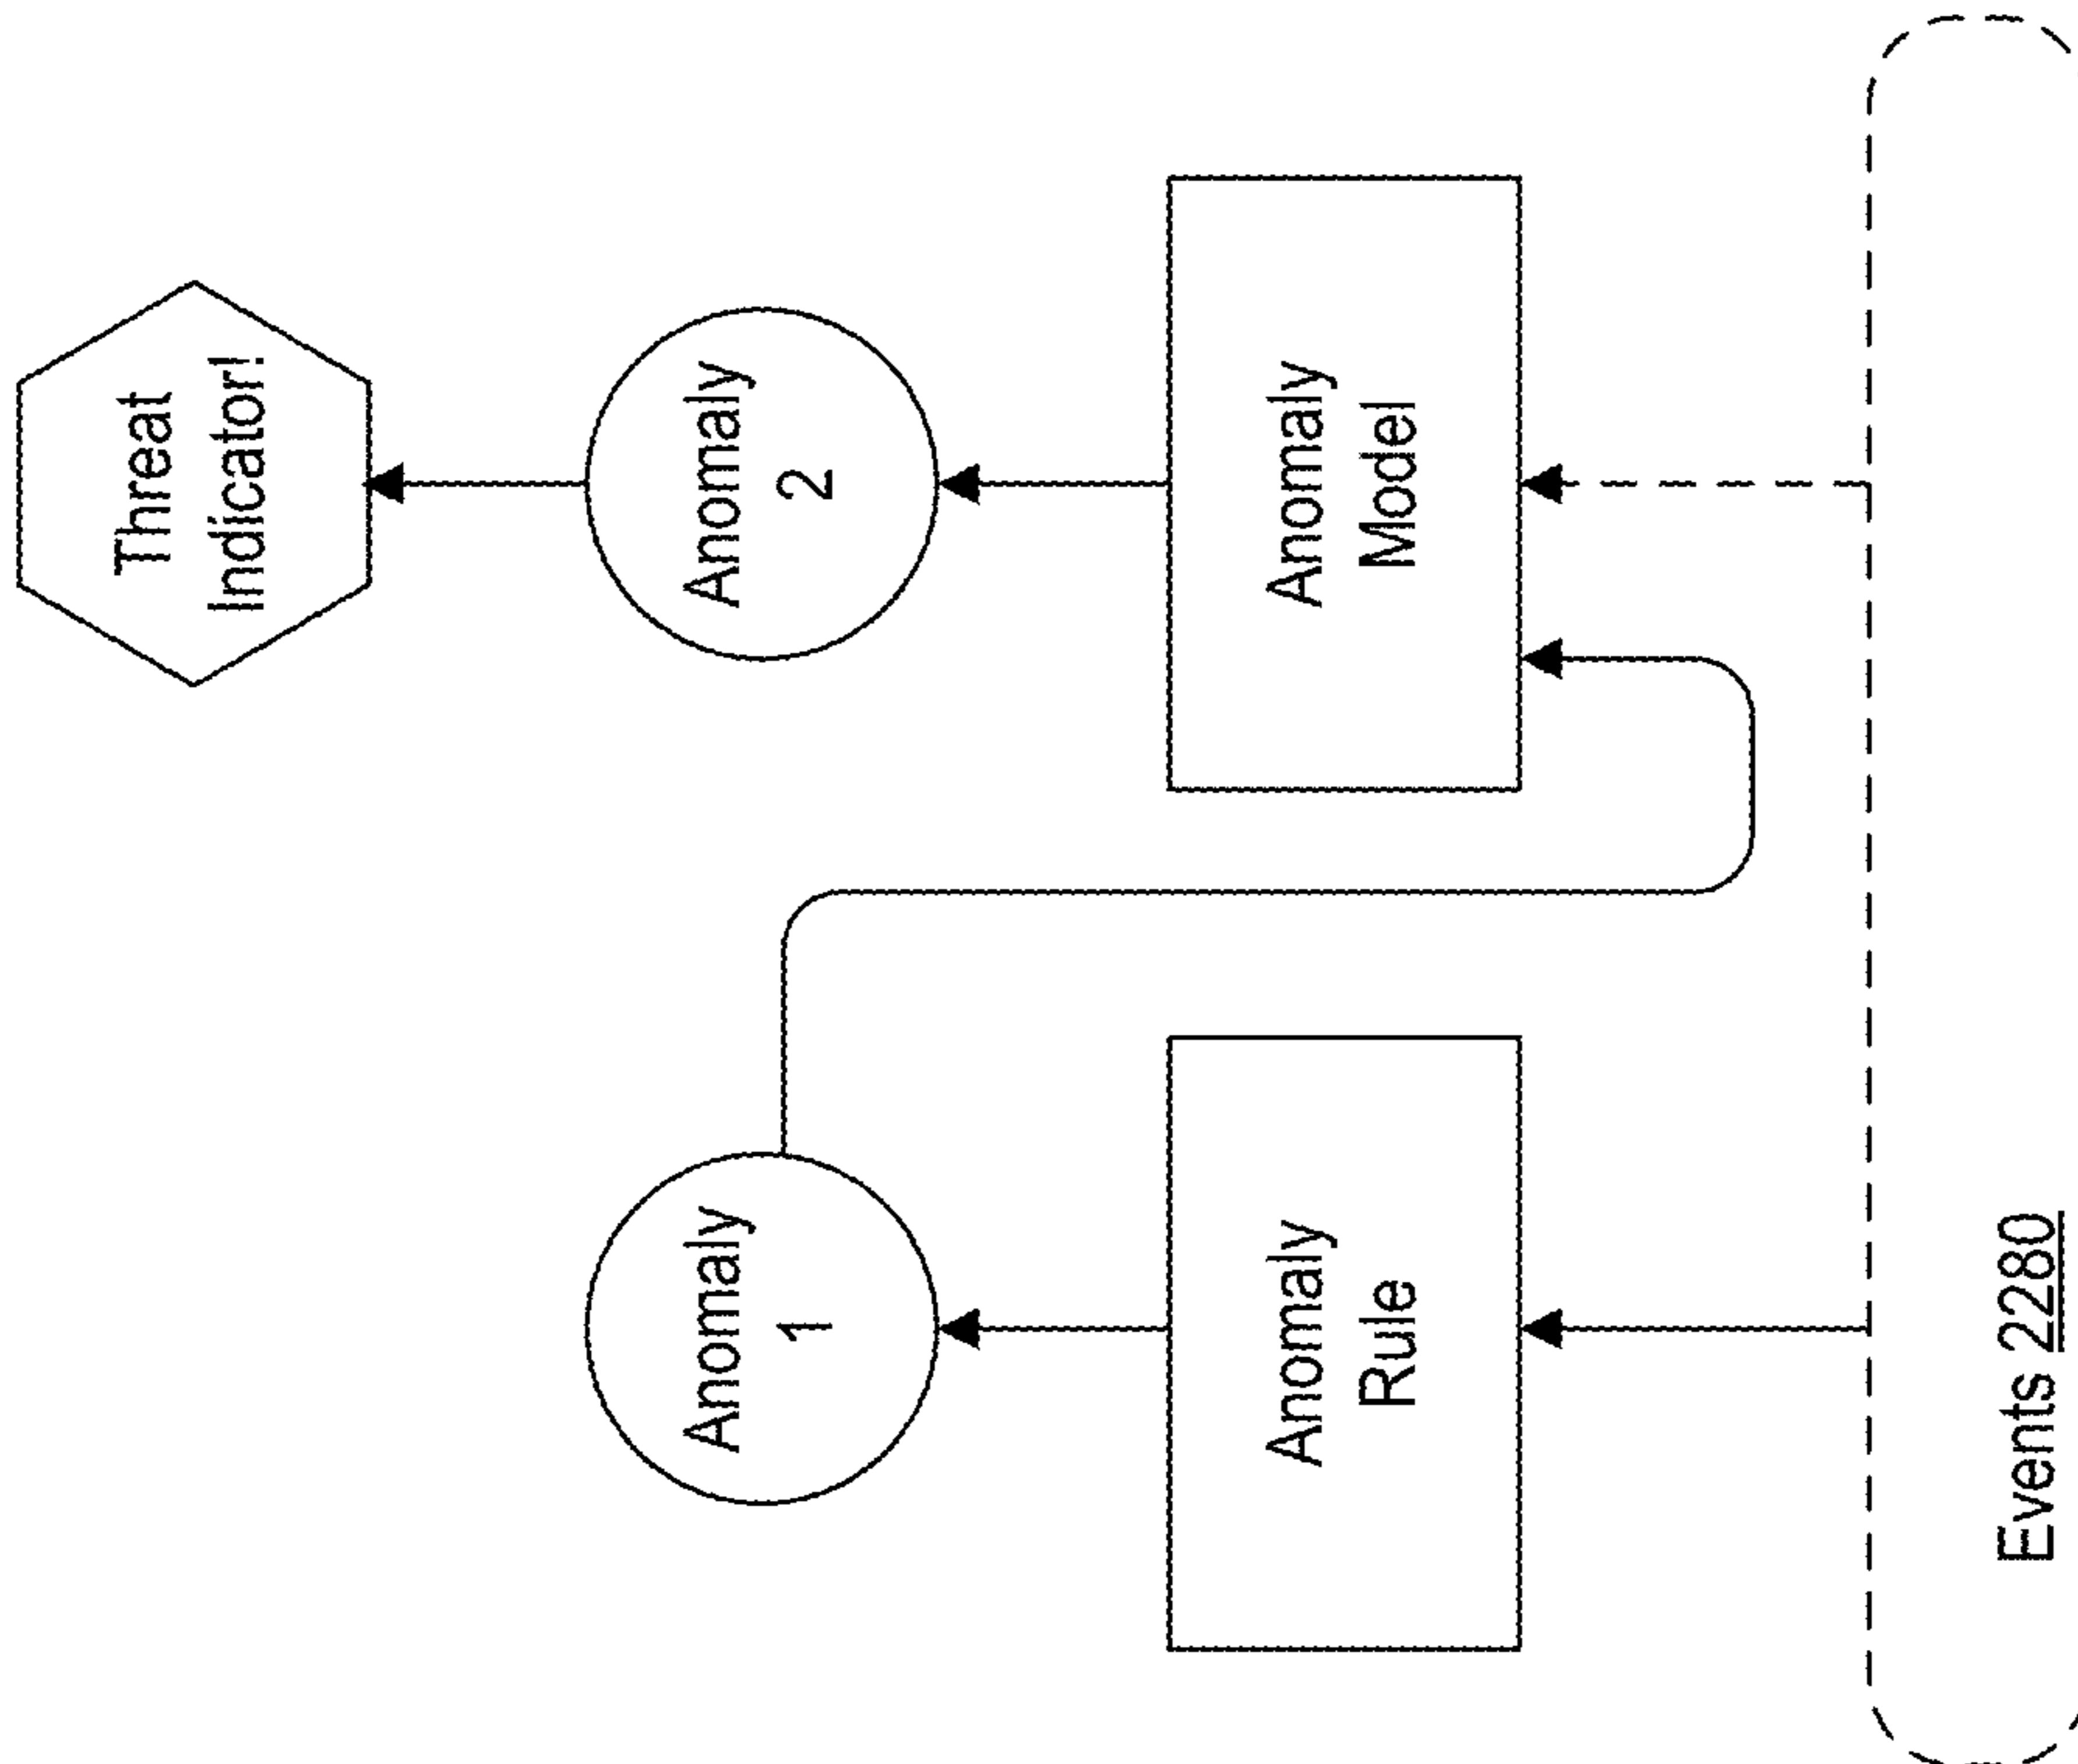 Threat
Indicator!
Anomaly
1
Anomaly
2
Anomaly
Rule
Anomaly
Model
Events 2280